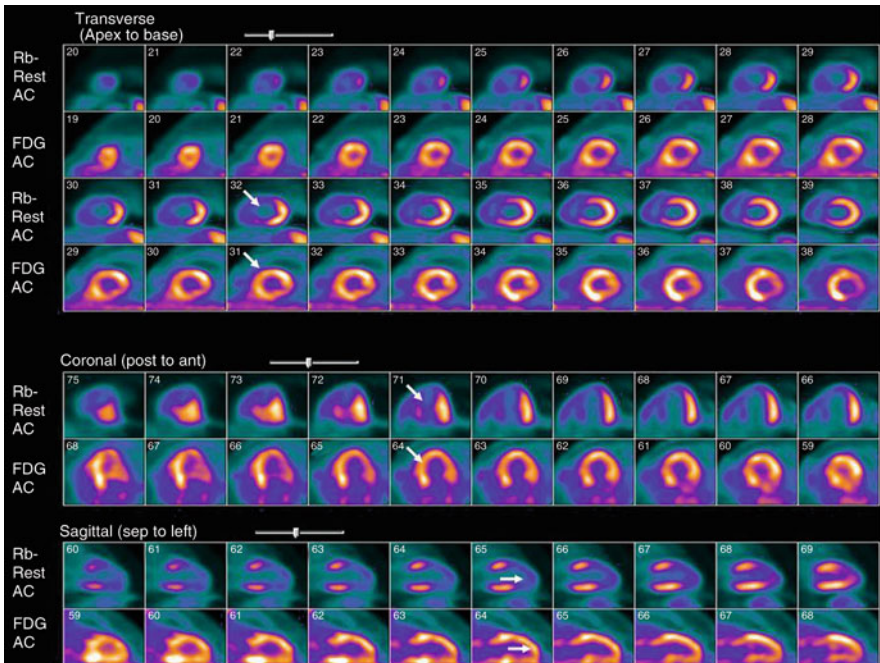 Transverse
(Apex to base)
Rb-
Rest
AC
20 21 22 23 24 25 26 27 28 29
FDG
AC
19 20 21 22 23 24 25 26 27 28
Rb-
Rest
AC
30 31 32 33 34 35 36 37 38 39
FDG
AC
29 30 31 32 33 34 35 36 37 38
Coronal (post to ant)
Rb-
Rest
AC
75 74 73 72 71 70 69 68 67 66
FDG
AC
68 67 66 65 64 63 62 61 60 59
Sagittal (sep to left)
Rb-
Rest
AC
60 61 62 63 64 65 66 67 68 69
FDG
AC
59 60 61 62 63 64 65 66 67 68